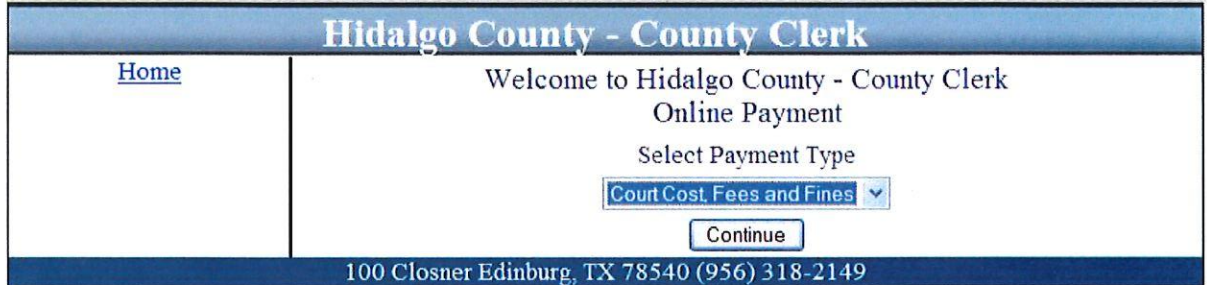 Hidalgo County - County Clerk
Home
Welcome to Hidalgo County - County Clerk
Online Payment
Select Payment Type
Court Cost, Fees and Fines
Continue
100 Closner Edinburg, TX 78540 (956) 318-2149